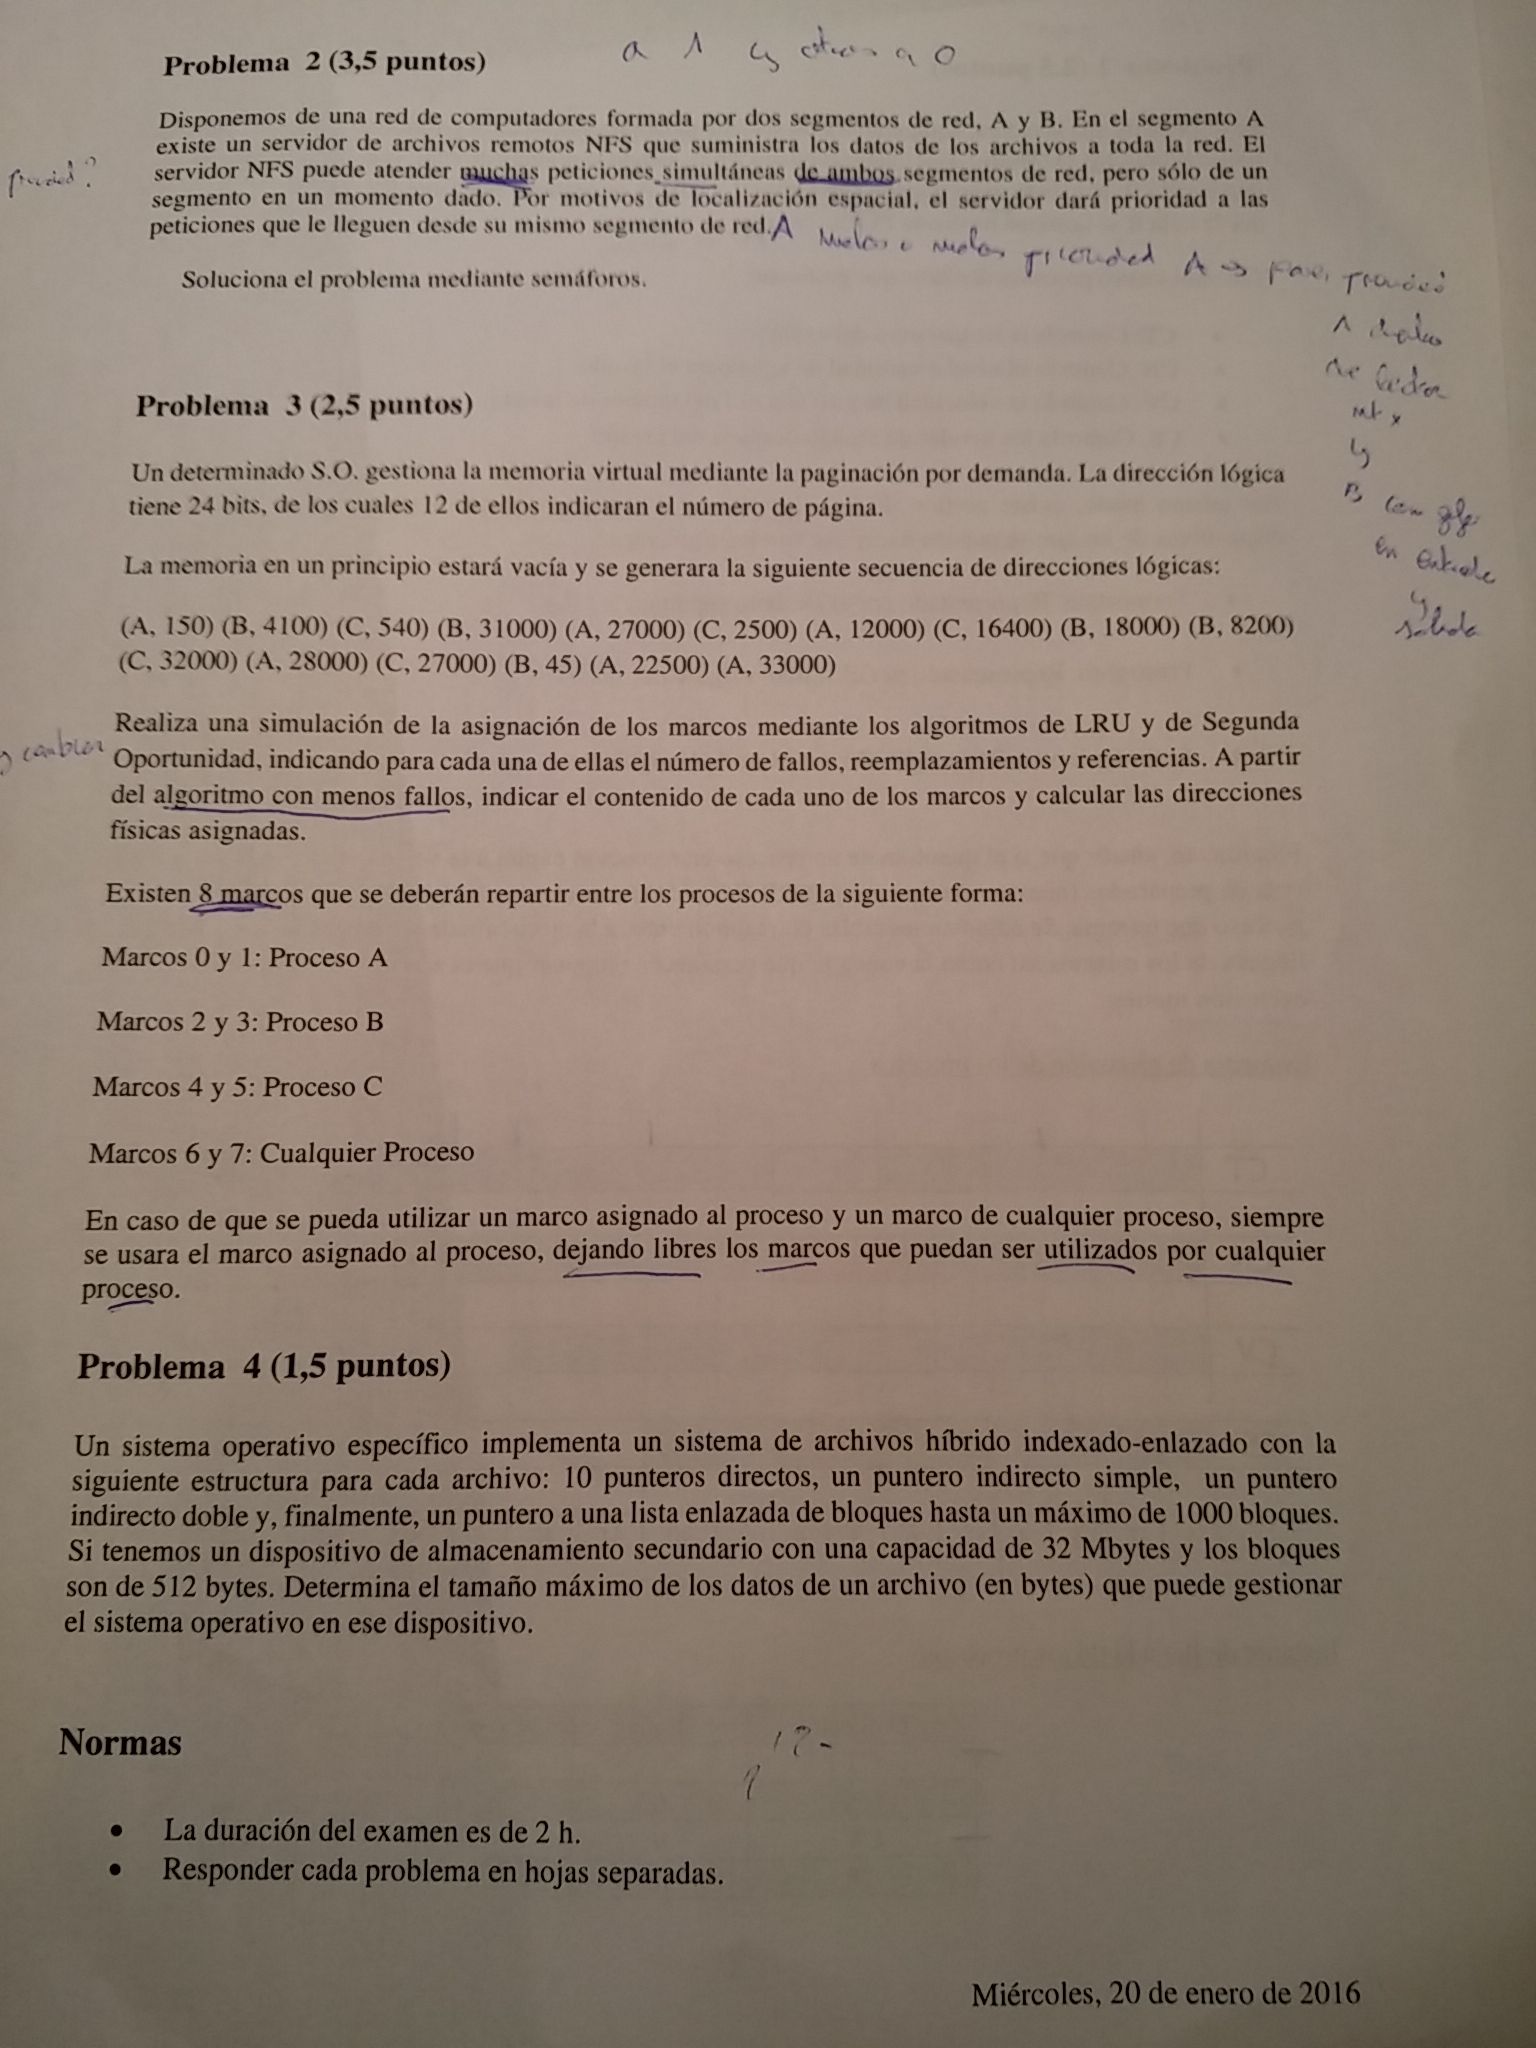 a 1 y otros a 0
Problema 2 (3,5 puntos)
Disponemos de una red de computadores formada por dos segmentos de red, A y B. En el segmento A
existe un servidor de archivos remotos NFS que suministra los datos de los archivos a toda la red. El
servidor NFS puede atender muchas peticiones simultáneas de ambos segmentos de red, pero sólo de un
segmento en un momento dado. Por motivos de localización espacial, el servidor dará prioridad a las
peticiones que le lleguen desde su mismo segmento de red. A
prioridad A
Soluciona el problema mediante semáforos.
y
B
en entrada
y
salida
Problema 3 (2,5 puntos)
Un determinado S.O. gestiona la memoria virtual mediante la paginación por demanda. La dirección lógica
tiene 24 bits, de los cuales 12 de ellos indicaran el número de página.
La memoria en un principio estará vacía y se generara la siguiente secuencia de direcciones lógicas:
(A, 150) (B, 4100) (C, 540) (B, 31000) (A, 27000) (C, 2500) (A, 12000) (C, 16400) (B, 18000) (B, 8200)
(C, 32000) (A, 28000) (C, 27000) (B, 45) (A, 22500) (A, 33000)
Realiza una simulación de la asignación de los marcos mediante los algoritmos de LRU y de Segunda
Oportunidad, indicando para cada una de ellas el número de fallos, reemplazamientos y referencias. A partir
del algoritmo con menos fallos, indicar el contenido de cada uno de los marcos y calcular las direcciones
físicas asignadas.
Existen 8 marcos que se deberán repartir entre los procesos de la siguiente forma:
Marcos 0 y 1: Proceso A
Marcos 2 y 3: Proceso B
Marcos 4 y 5: Proceso C
Marcos 6 y 7: Cualquier Proceso
En caso de que se pueda utilizar un marco asignado al proceso y un marco de cualquier proceso, siempre
se usara el marco asignado al proceso, dejando libres los marcos que puedan ser utilizados por cualquier
proceso.
Problema 4 (1,5 puntos)
Un sistema operativo específico implementa un sistema de archivos híbrido indexado-enlazado con la
siguiente estructura para cada archivo: 10 punteros directos, un puntero indirecto simple, un puntero
indirecto doble y, finalmente, un puntero a una lista enlazada de bloques hasta un máximo de 1000 bloques.
Si tenemos un dispositivo de almacenamiento secundario con una capacidad de 32 Mbytes y los bloques
son de 512 bytes. Determina el tamaño máximo de los datos de un archivo (en bytes) que puede gestionar
el sistema operativo en ese dispositivo.
Normas
• La duración del examen es de 2 h.
• Responder cada problema en hojas separadas.
Miércoles, 20 de enero de 2016